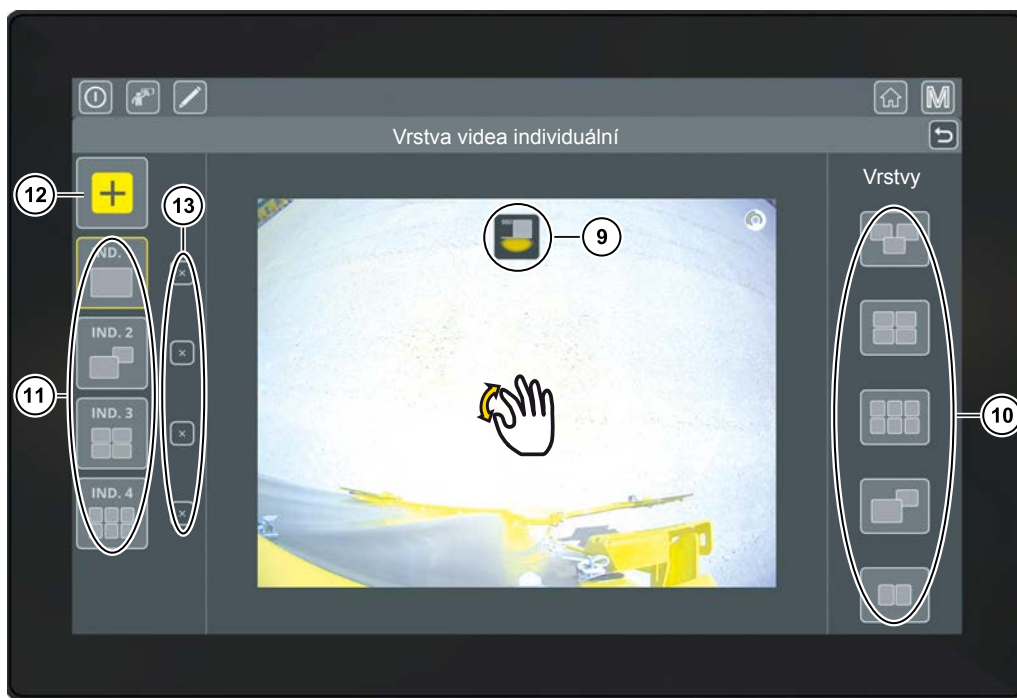 M
Vrstva videa individuální
Vrstvy
12
13
9
IND.
IND. 2
11
IND. 3
10
IND. 4